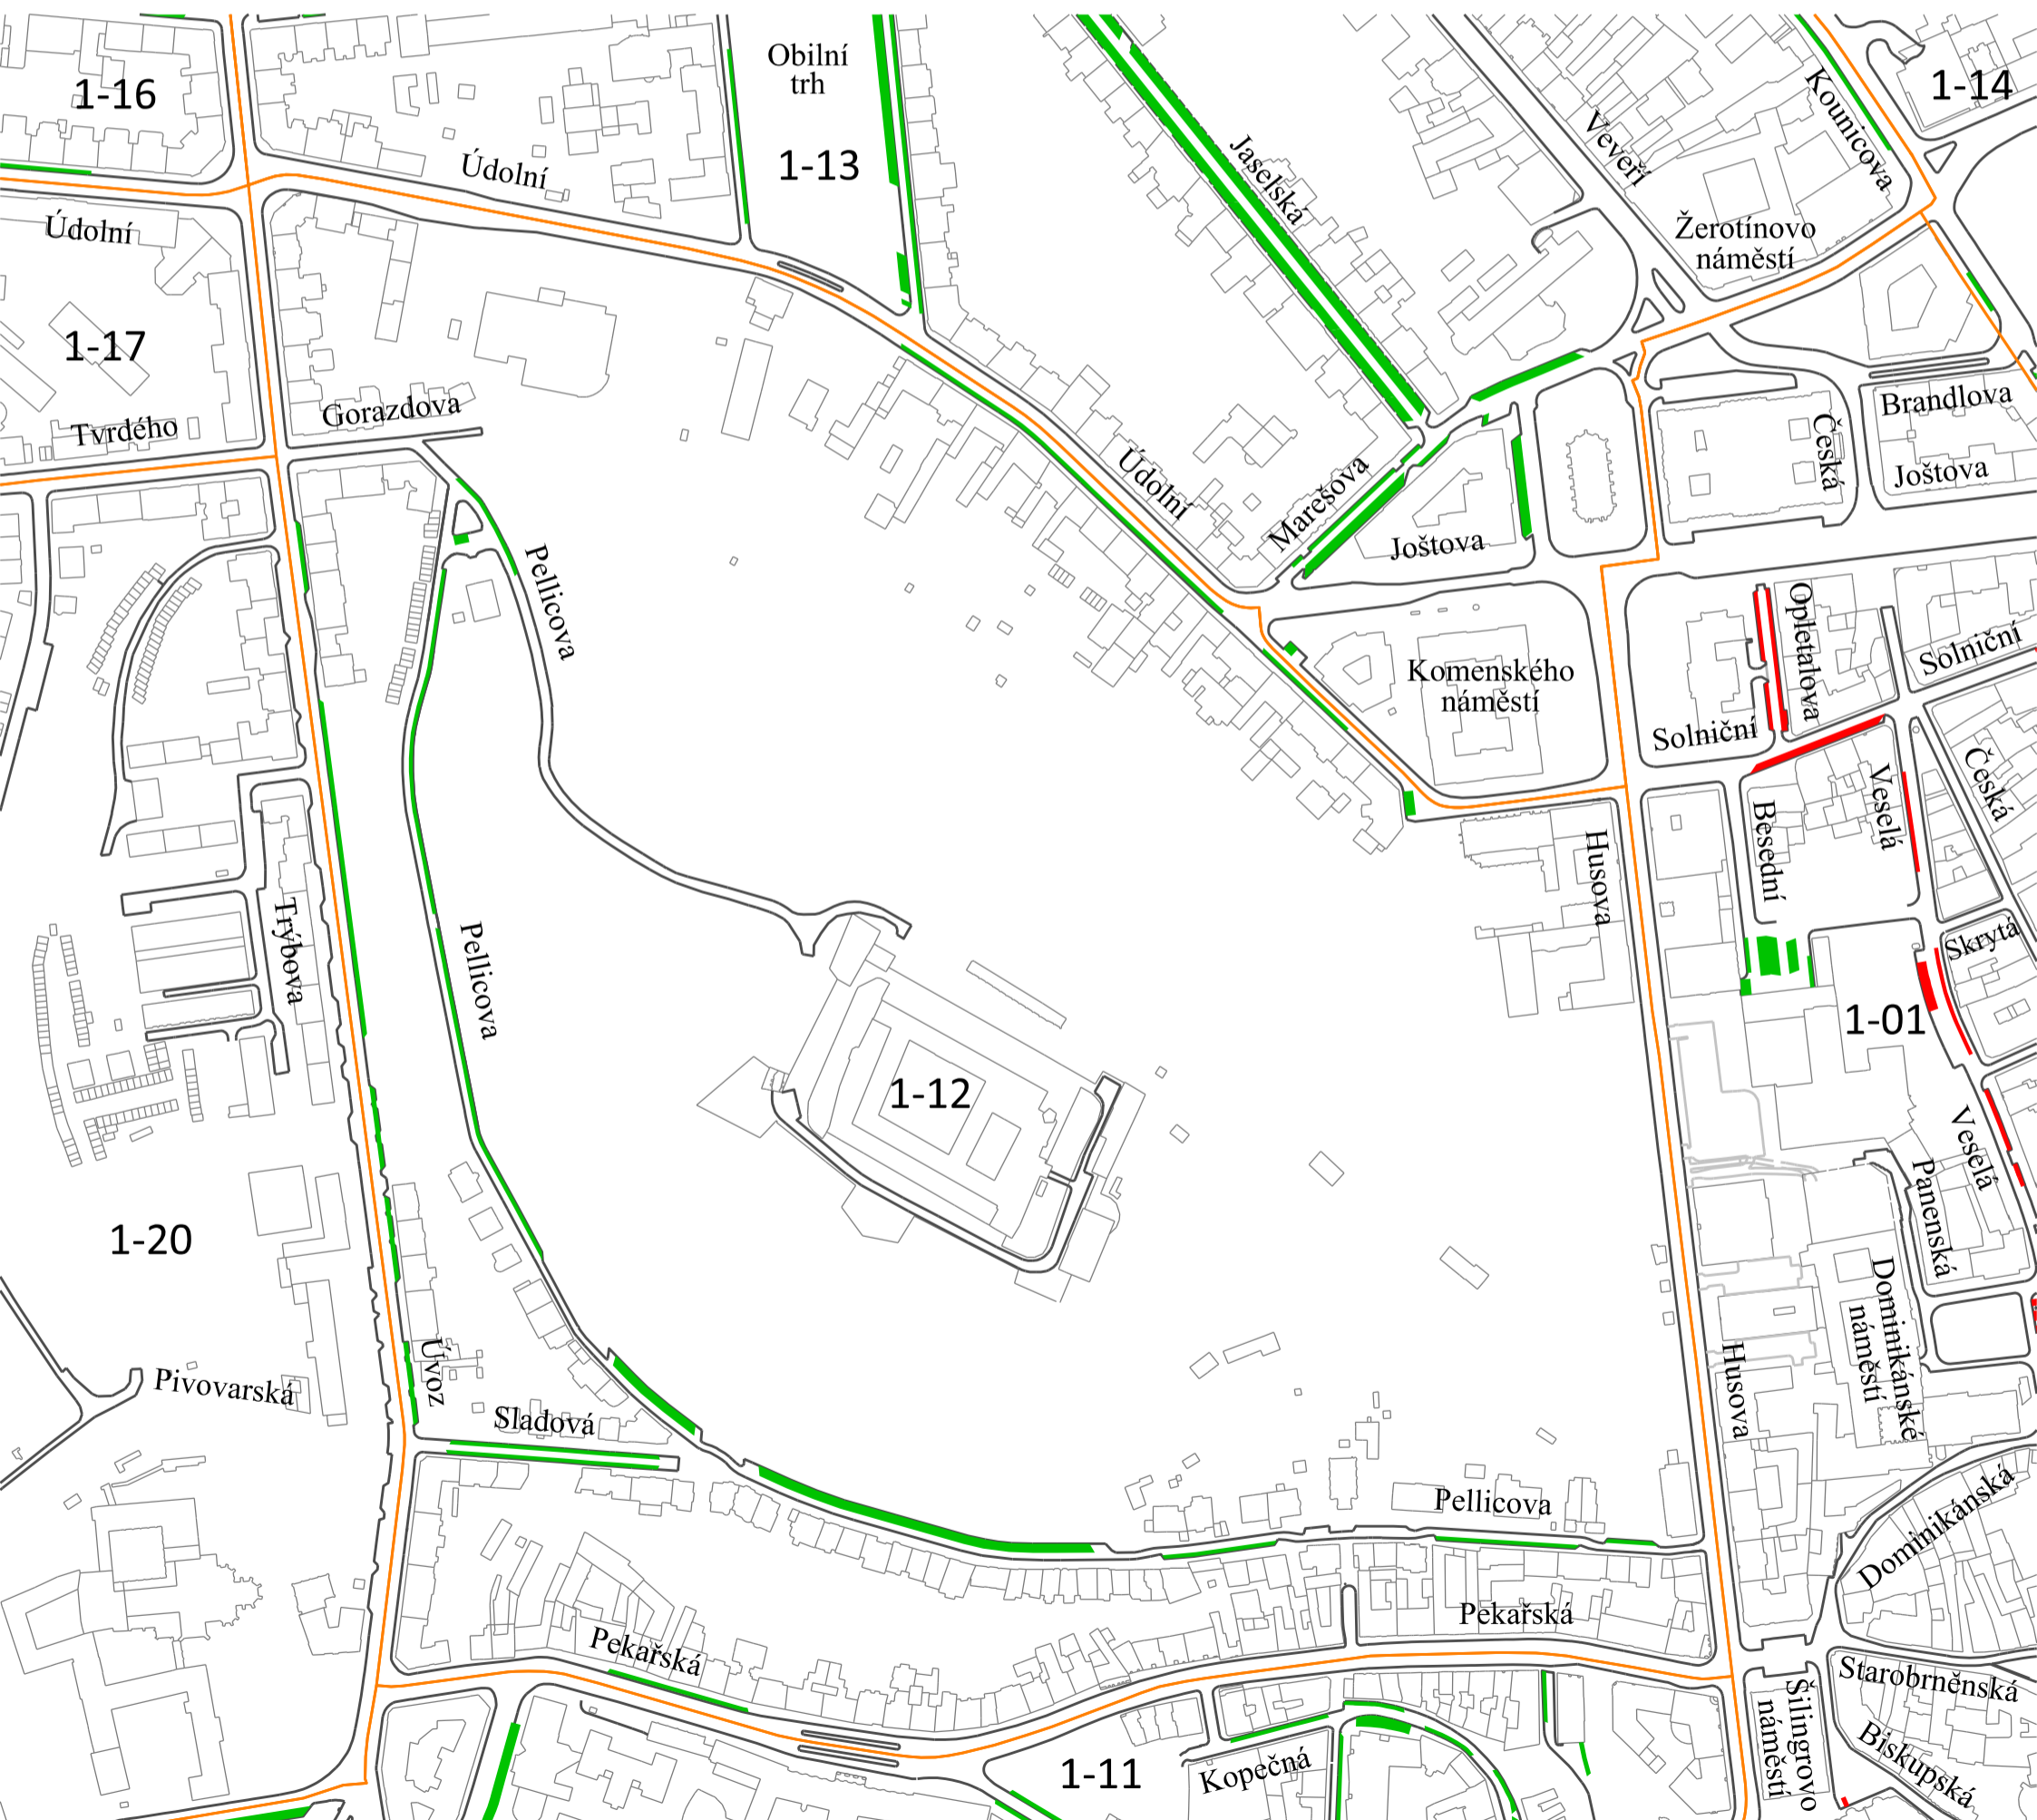 Obilní
trh
1-16
1-14
Kounicova
Veveří
Jaselská
1-13
Údolní
Údolní
Žerotínovo
náměstí
1-17
Gorazdova
Tvrdého
Brandlova
Česká
Joštova
Údolní
Marešova
Joštova
Pellicova
Opletalova
Solniční
Komenského
náměstí
Solniční
Česká
Veselá
Besední
Husova
Trýbova
Pellicova
Skrytá
1-01
1-12
Veselá
Panenská
1-20
Dominikánské
náměstí
Úvoz
Husova
Pivovarská
Sladová
Pellicova
Dominikánská
Pekařská
Pekařská
Starobrněnská
Šilingrovo
náměstí
Biskupská
1-11
Kopečná